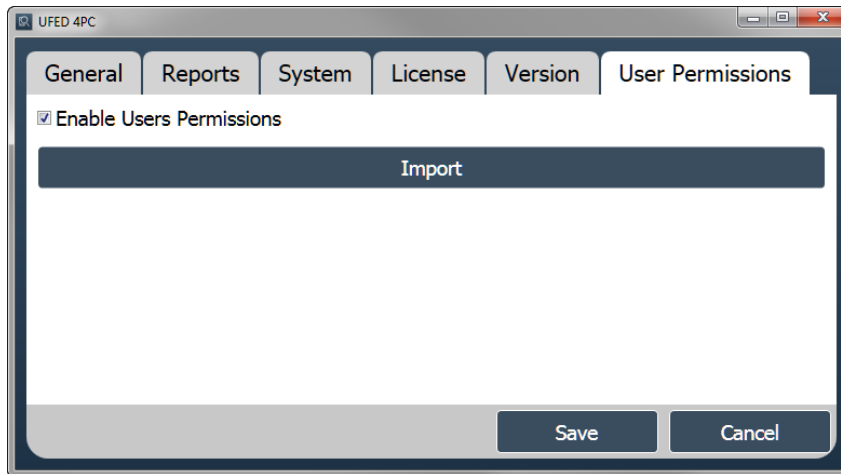 UFED 4PC
General Reports System License Version User Permissions
Enable Users Permissions
Import
Save Cancel